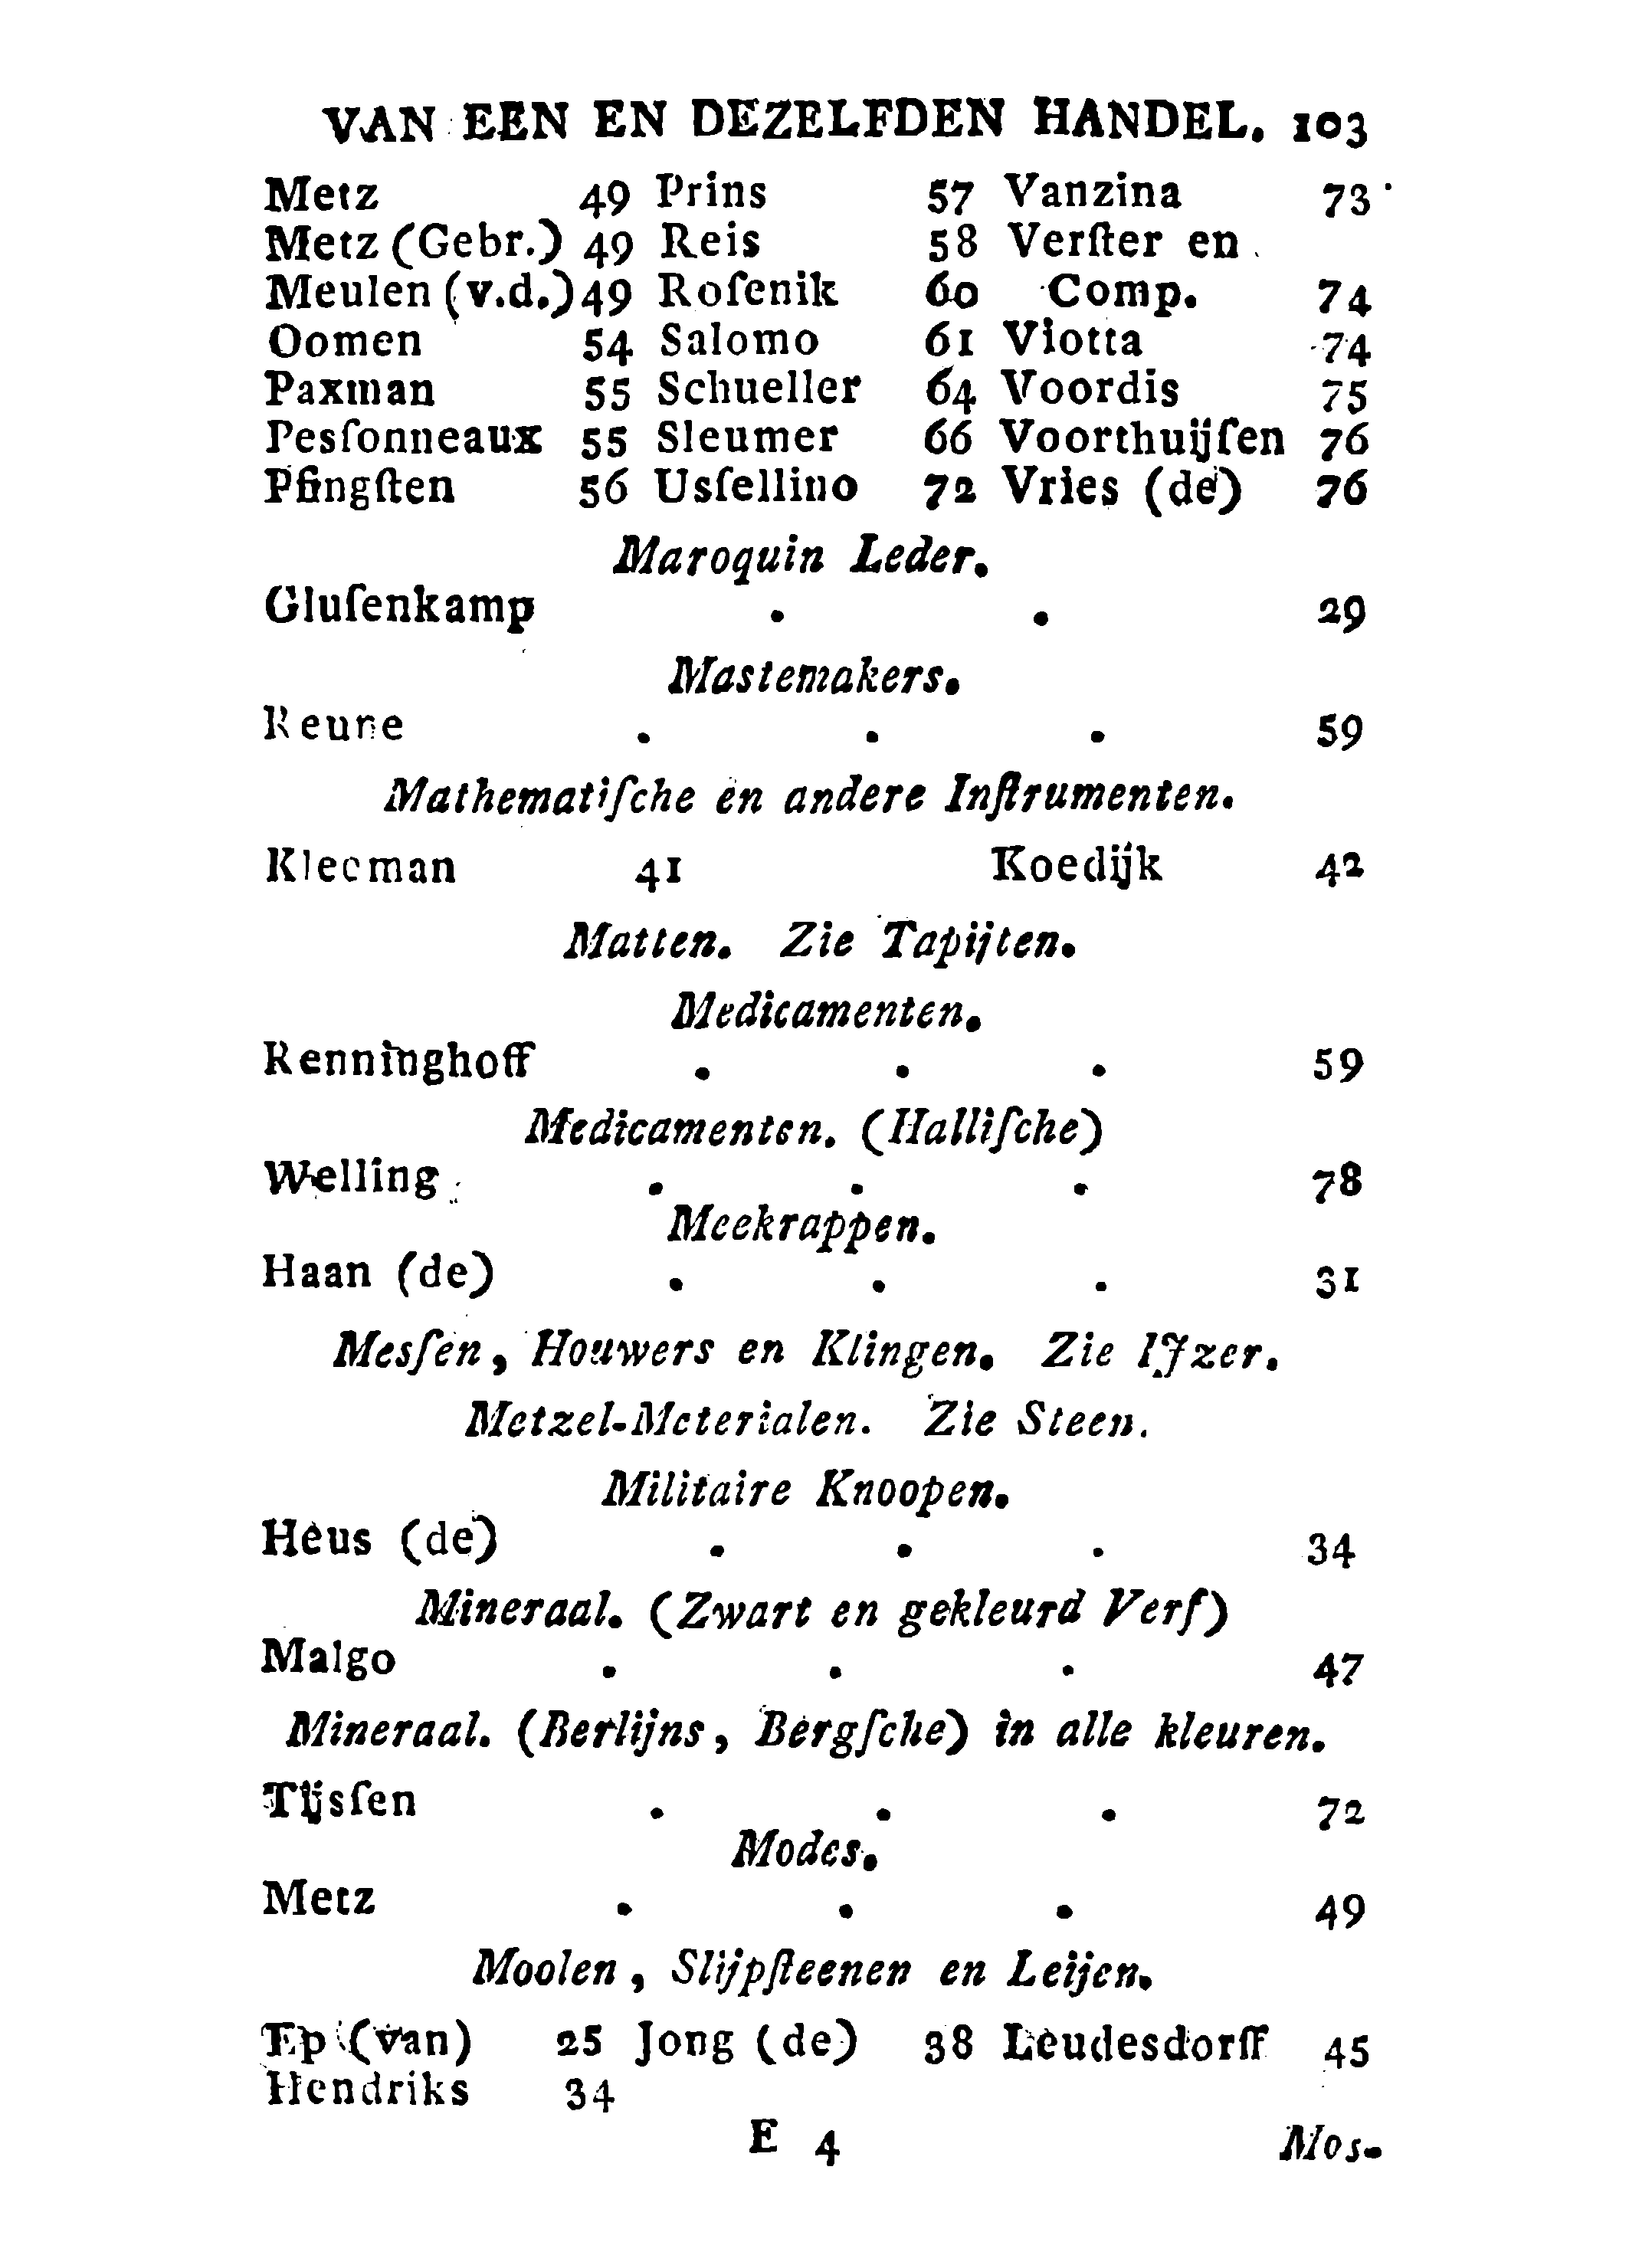 VAN EEN EN DEZELFDEN HANDEL. 103
Metz 49 Prins 57 Vanzina 73
Metz (Gebr.) 49 Reis 58 Verſter en
Meulen (v.d.) 49 Roſenik 60 Comp. 74
Oomen 54 Salomo 61 Viotta 74
Paxman 55 Schueller 64 Voordis 75
Pesſonneaux 55 Sleumer 66 Voorthuijſen 76
Pfingſten 56 Usſellino 72 Vries (de) 76
Maroquin Leder.
Gluſenkamp . . 29
Mastemakers.
Reune . . . 59
Mathematiſche en andere Inſtrumenten.
Kleeman 41 Koedijk 42
Matten. Zie Tapijten.
Medicamenten.
Renninghoff . . . 59
Medicamenten. (Halliſche)
Welling . . . 78
Meekrappen.
Haan (de) . . . 31
Mesſen, Houwers en Klingen. Zie IJzer.
Metzel-Meterialen. Zie Steen.
Militaire Knoopen.
Heus (de) . . . 34
Mineraal. (Zwart en gekleurd Verf)
Malgo . . . 47
Mineraal. (Berlijns, Bergſche) in alle kleuren.
Tijsſen . . . 72
Modes.
Metz . . . 49
Moolen, Slijpſteenen en Leijen.
Ep (van) 25 Jong (de) 38 Leudesdorff 45
Hendriks 34
E 4 Mos-